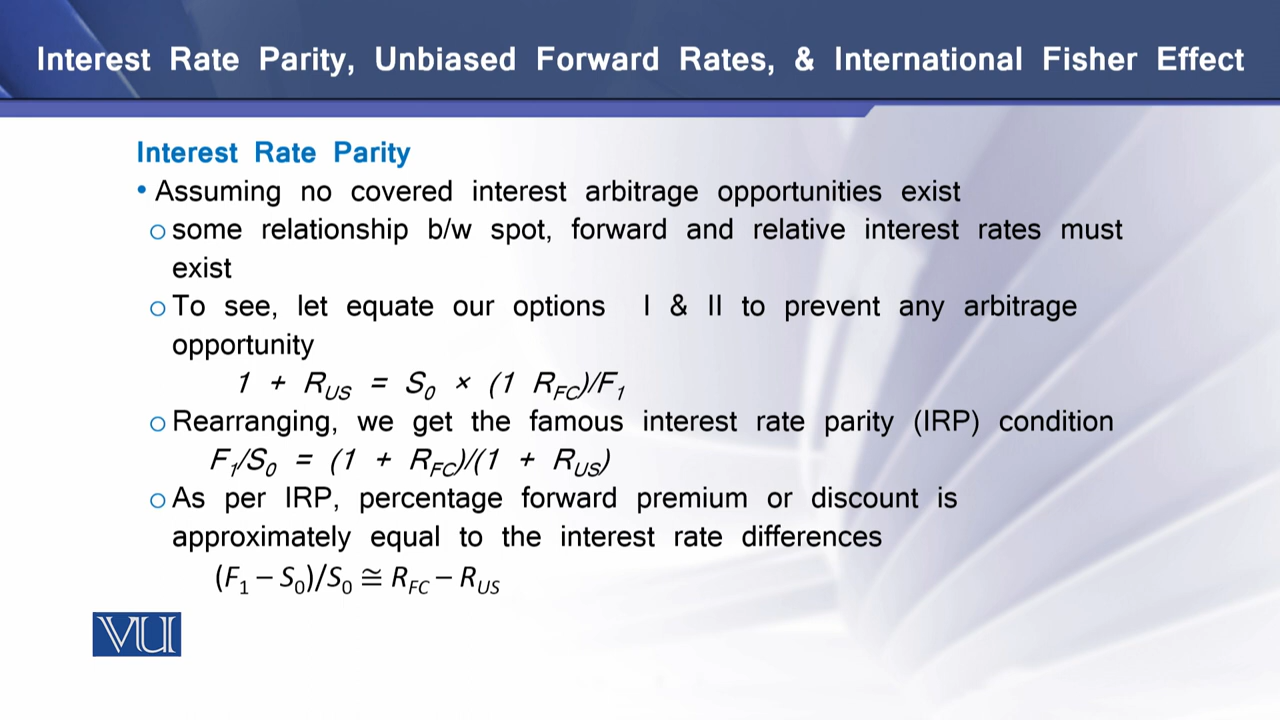 Interest Rate Parity, Unbiased Forward Rates, & International Fisher Effect
Interest Rate Parity
• Assuming no covered interest arbitrage opportunities exist
o some relationship b/w spot, forward and relative interest rates must
exist
o To see, let equate our options I & II to prevent any arbitrage
opportunity
1 + R_US = S_0 × (1 R_FC)/F_1
o Rearranging, we get the famous interest rate parity (IRP) condition
F_1/S_0 = (1 + R_FC)/(1 + R_US)
o As per IRP, percentage forward premium or discount is
approximately equal to the interest rate differences
(F₁ – S₀)/S₀ ≅ R_FC – R_US
VU